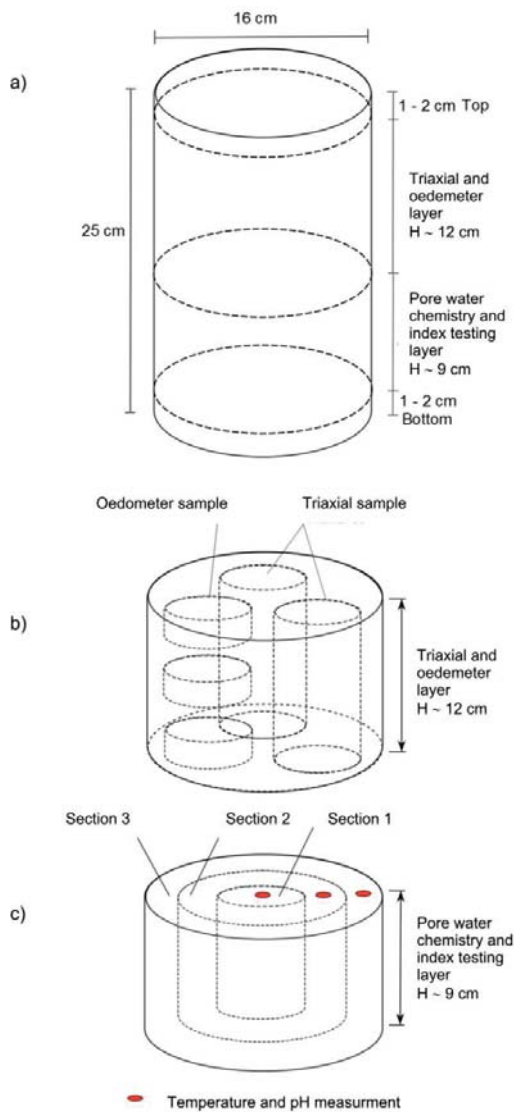 16 cm
a)
1 - 2 cm Top
Triaxial and
oedemeter
layer
H ~ 12 cm
25 cm
Pore water
chemistry and
index testing
layer
H ~ 9 cm
1 - 2 cm
Bottom
Oedometer sample
Triaxial sample
b)
Triaxial and
oedemeter
layer
H ~ 12 cm
Section 3
Section 2
Section 1
c)
Pore water
chemistry and
index testing
layer
H ~ 9 cm
Temperature and pH measurment